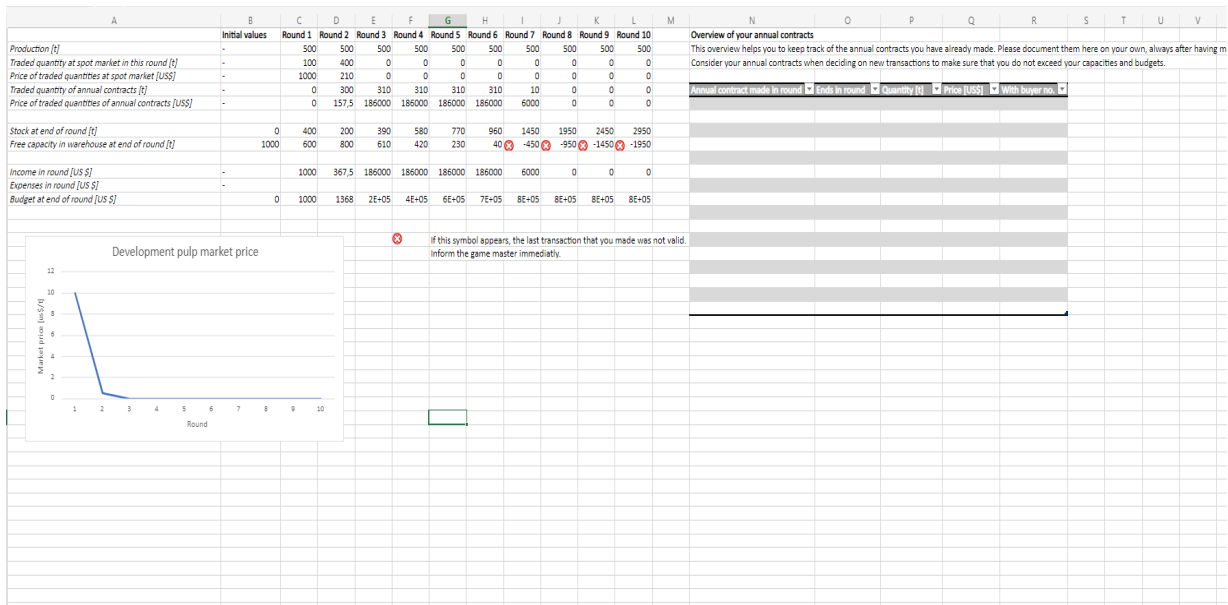 A B C D E F G H I J K L M N O P Q R S T U V
Initial values Round 1 Round 2 Round 3 Round 4 Round 5 Round 6 Round 7 Round 8 Round 9 Round 10 Overview of your annual contracts
Production [t] - 500 500 500 500 500 500 500 500 500 500 This overview helps you to keep track of the annual contracts you have already made. Please document them here on your own, always after having m
Traded quantity at spot market in this round [t] - 100 400 0 0 0 0 0 0 0 0 Consider your annual contracts when deciding on new transactions to make sure that you do not exceed your capacities and budgets.
Price of traded quantities at spot market [US$] - 1000 210 0 0 0 0 0 0 0 0
Traded quantity of annual contracts [t] - 0 300 310 310 310 310 10 0 0 0 Annual contract made in round Ends in round Quantity [t] Price [US$] With buyer no.
Price of traded quantities of annual contracts [US$] - 0 157,5 186000 186000 186000 186000 6000 0 0 0
Stock at end of round [t] 0 400 200 390 580 770 960 1450 1950 2450 2950
Free capacity in warehouse at end of round [t] 1000 600 800 610 420 230 40 -450 -950 -1450 -1950
Income in round [US $] - 1000 367,5 186000 186000 186000 186000 6000 0 0 0
Expenses in round [US $] -
Budget at end of round [US $] 0 1000 1368 2E+05 4E+05 6E+05 7E+05 8E+05 8E+05 8E+05 8E+05
If this symbol appears, the last transaction that you made was not valid.
Inform the game master immediatly.
Development pulp market price
Market price [us$/t]
12
10
8
6
4
2
0
1 2 3 4 5 6 7 8 9 10
Round